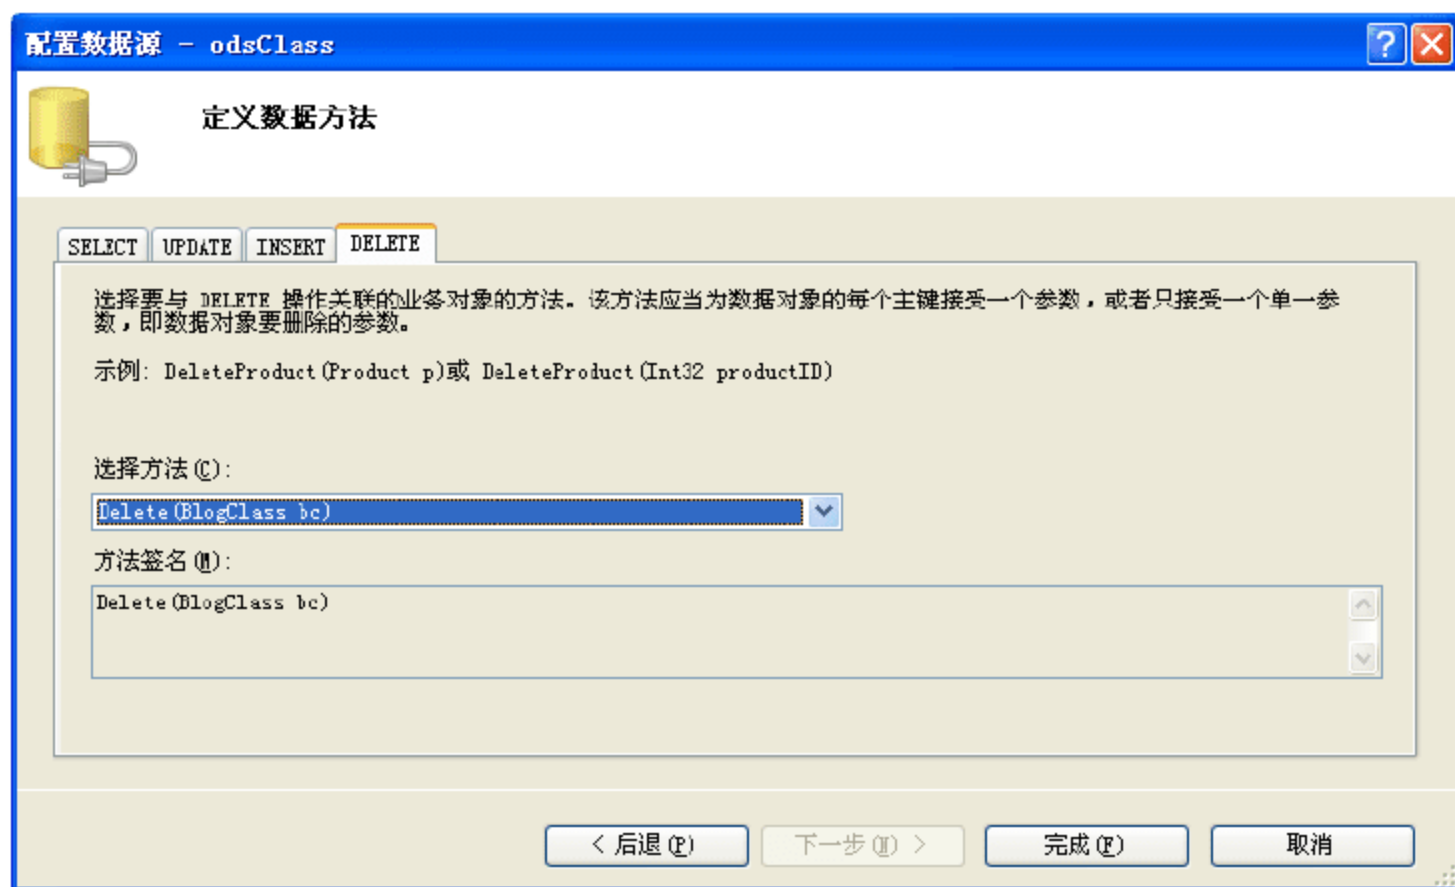 配置数据源 - odsClass
定义数据方法
SELECT UPDATE INSERT DELETE
选择要与 DELETE 操作关联的业务对象的方法。该方法应当为数据对象的每个主键接受一个参数，或者只接受一个单一参
数，即数据对象要删除的参数。
示例: DeleteProduct(Product p)或 DeleteProduct(Int32 productID)
选择方法(C):
Delete(BlogClass bc)
方法签名(M):
Delete(BlogClass bc)
< 后退(P) 下一步(N) > 完成(F) 取消